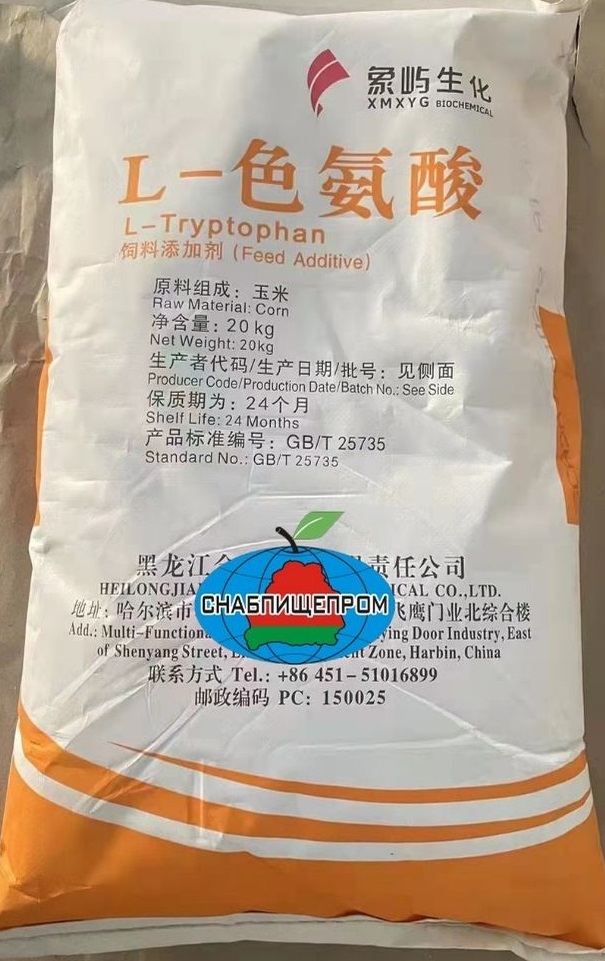 象屿生化
XMXYG BIOCHEMICAL
L-色氨酸
L-Tryptophan
饲料添加剂 (Feed Additive)
原料组成：玉米
Raw Material: Corn
净含量：20kg
Net Weight: 20kg
生产者代码/生产日期/批号：见侧面
Producer Code/Production Date/Batch No.: See Side
保质期为：24个月
Shelf Life: 24 Months
产品标准编号：GB/T 25735
Standard No.: GB/T 25735
黑龙江 责任公司
CO.,LTD.
СНАБПИЩЕПРОМ
地址：哈尔滨市 飞鹰门业北综合楼
Add.: Door Industry, East
of Shenyang Street, Zone, Harbin, China
联系方式 Tel.: +86 451-51016899
邮政编码 PC: 150025